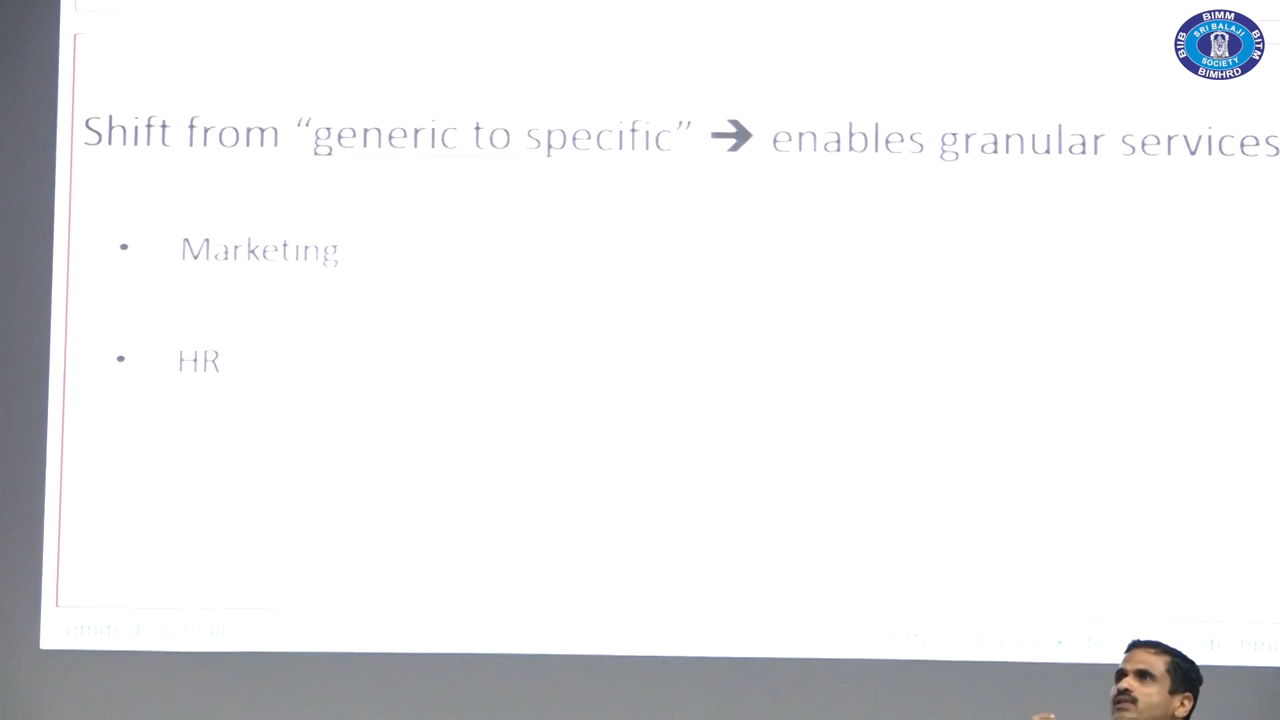 BIMM
BIIB
SRI BALAJI
BITM
SOCIETY
BIMHRD
Shift from “generic to specific” ➔ enables granular services
• Marketing
• HR